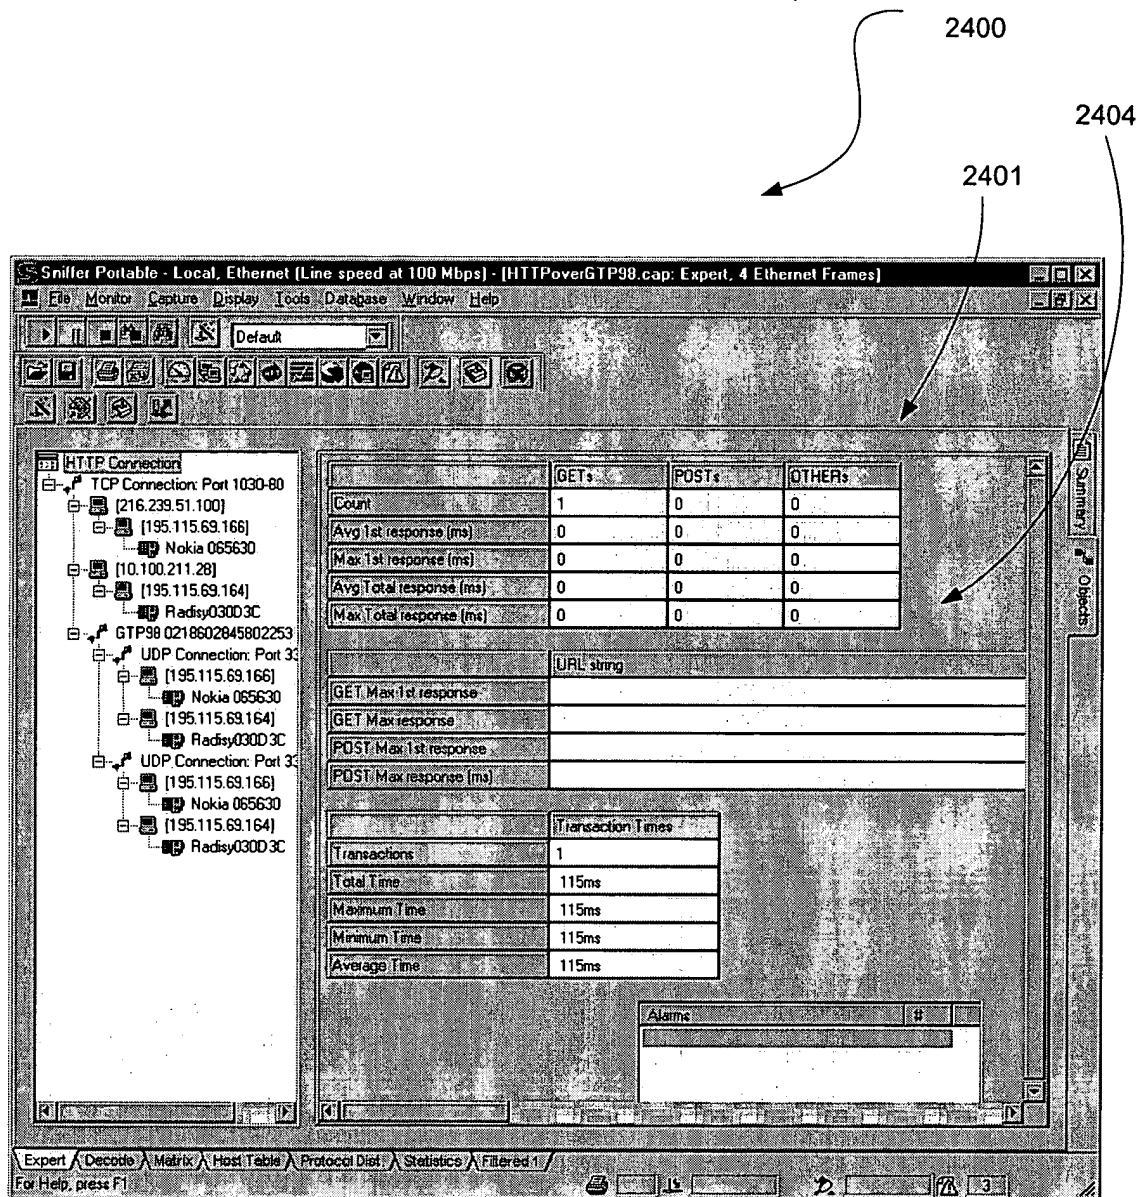 2400
2404
2401
Sniffer Portable - Local, Ethernet (Line speed at 100 Mbps) - [HTTPoverGTP98.cap: Expert, 4 Ethernet Frames]
File Monitor Capture Display Tools Database Window Help
Default
HTTP Connection
TCP Connection: Port 1030-80
[216.239.51.100]
[195.115.69.166]
Nokia 065630
[10.100.211.28]
[195.115.69.164]
Radisy030D3C
GTP98 0218602845802253
UDP Connection: Port 33
[195.115.69.166]
Nokia 065630
[195.115.69.164]
Radisy030D3C
UDP Connection: Port 33
[195.115.69.166]
Nokia 065630
[195.115.69.164]
Radisy030D3C
GETs POSTs OTHERs
Count 1 0 0
Avg 1st response (ms) 0 0 0
Max 1st response (ms) 0 0 0
Avg Total response (ms) 0 0 0
Max Total response (ms) 0 0 0
URL string
GET Max 1st response
GET Max response
POST Max 1st response
POST Max response (ms)
Transaction Times
Transactions 1
Total Time 115ms
Maximum Time 115ms
Minimum Time 115ms
Average Time 115ms
Alarms #
Summary
Objects
Expert Decode Matrix Host Table Protocol Dist. Statistics Filtered 1
For Help, press F1
3